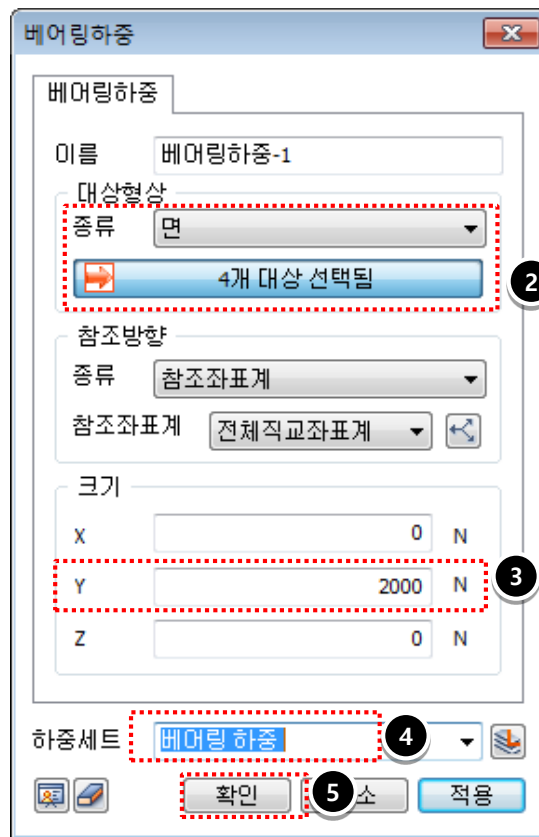 베어링하중
베어링하중
이름 베어링하중-1
대상형상
종류 면
4개 대상 선택됨
2
참조방향
종류 참조좌표계
참조좌표계 전체직교좌표계
크기
X 0 N
Y 2000 N
3
Z 0 N
하중세트 베어링 하중
4
확인 5 소 적용